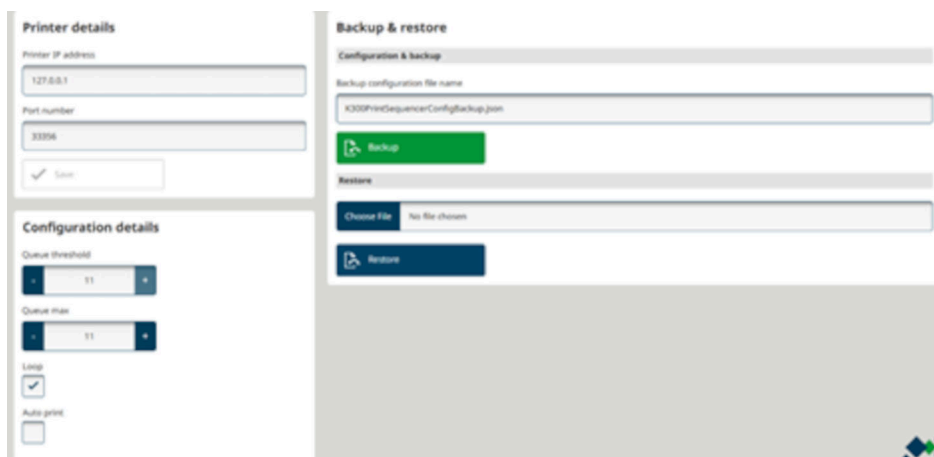 Printer details
Printer IP address
127.0.0.1
Port number
33356
Save
Configuration details
Queue threshold
- 11 +
Queue max
- 11 +
Loop
Auto print
Backup & restore
Configuration & backup
Backup configuration file name
K300PrintSequencerConfigBackup.json
Backup
Restore
Choose File No file chosen
Restore